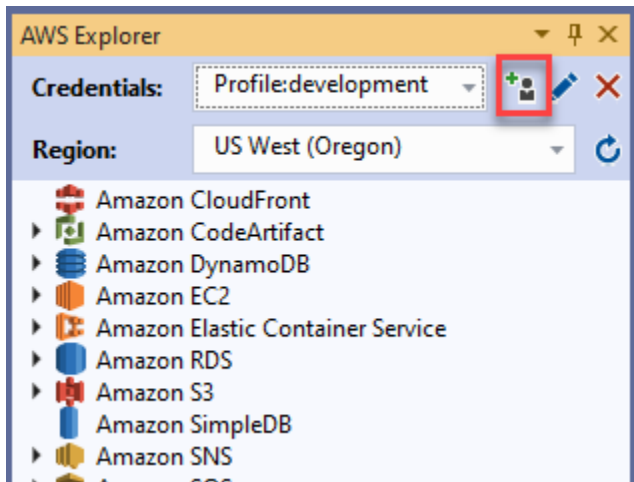 AWS Explorer
Credentials: Profile:development
Region: US West (Oregon)
Amazon CloudFront
Amazon CodeArtifact
Amazon DynamoDB
Amazon EC2
Amazon Elastic Container Service
Amazon RDS
Amazon S3
Amazon SimpleDB
Amazon SNS